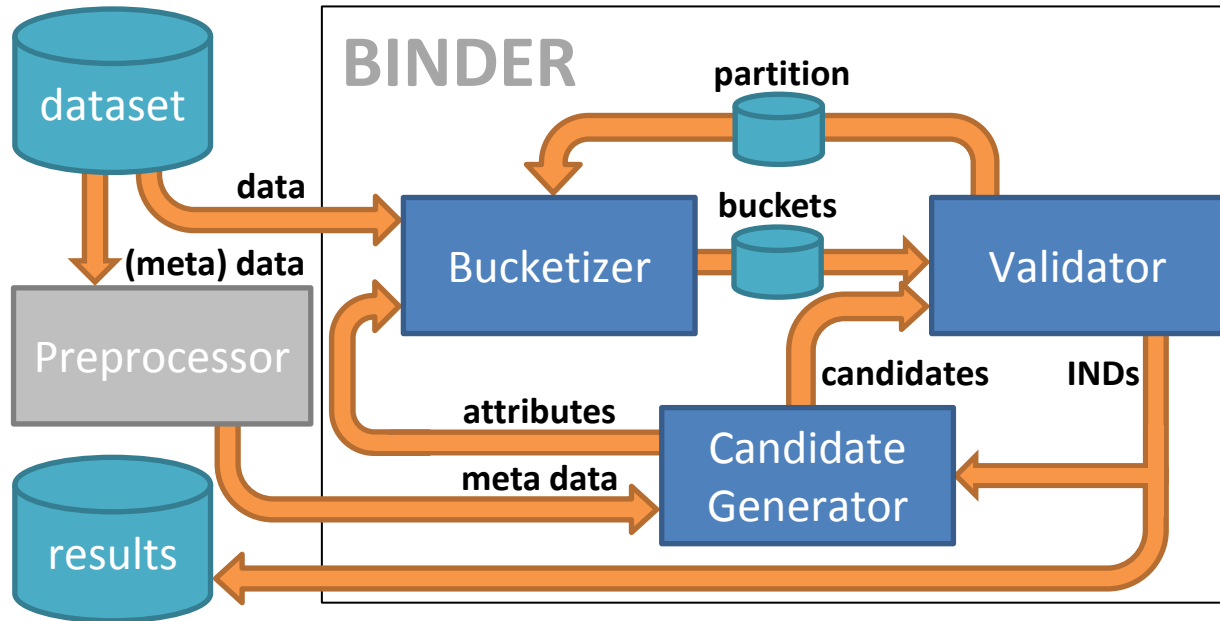 BINDER
partition
dataset
data
buckets
(meta) data
Bucketizer
Validator
Preprocessor
candidates
INDs
attributes
Candidate
Generator
meta data
results